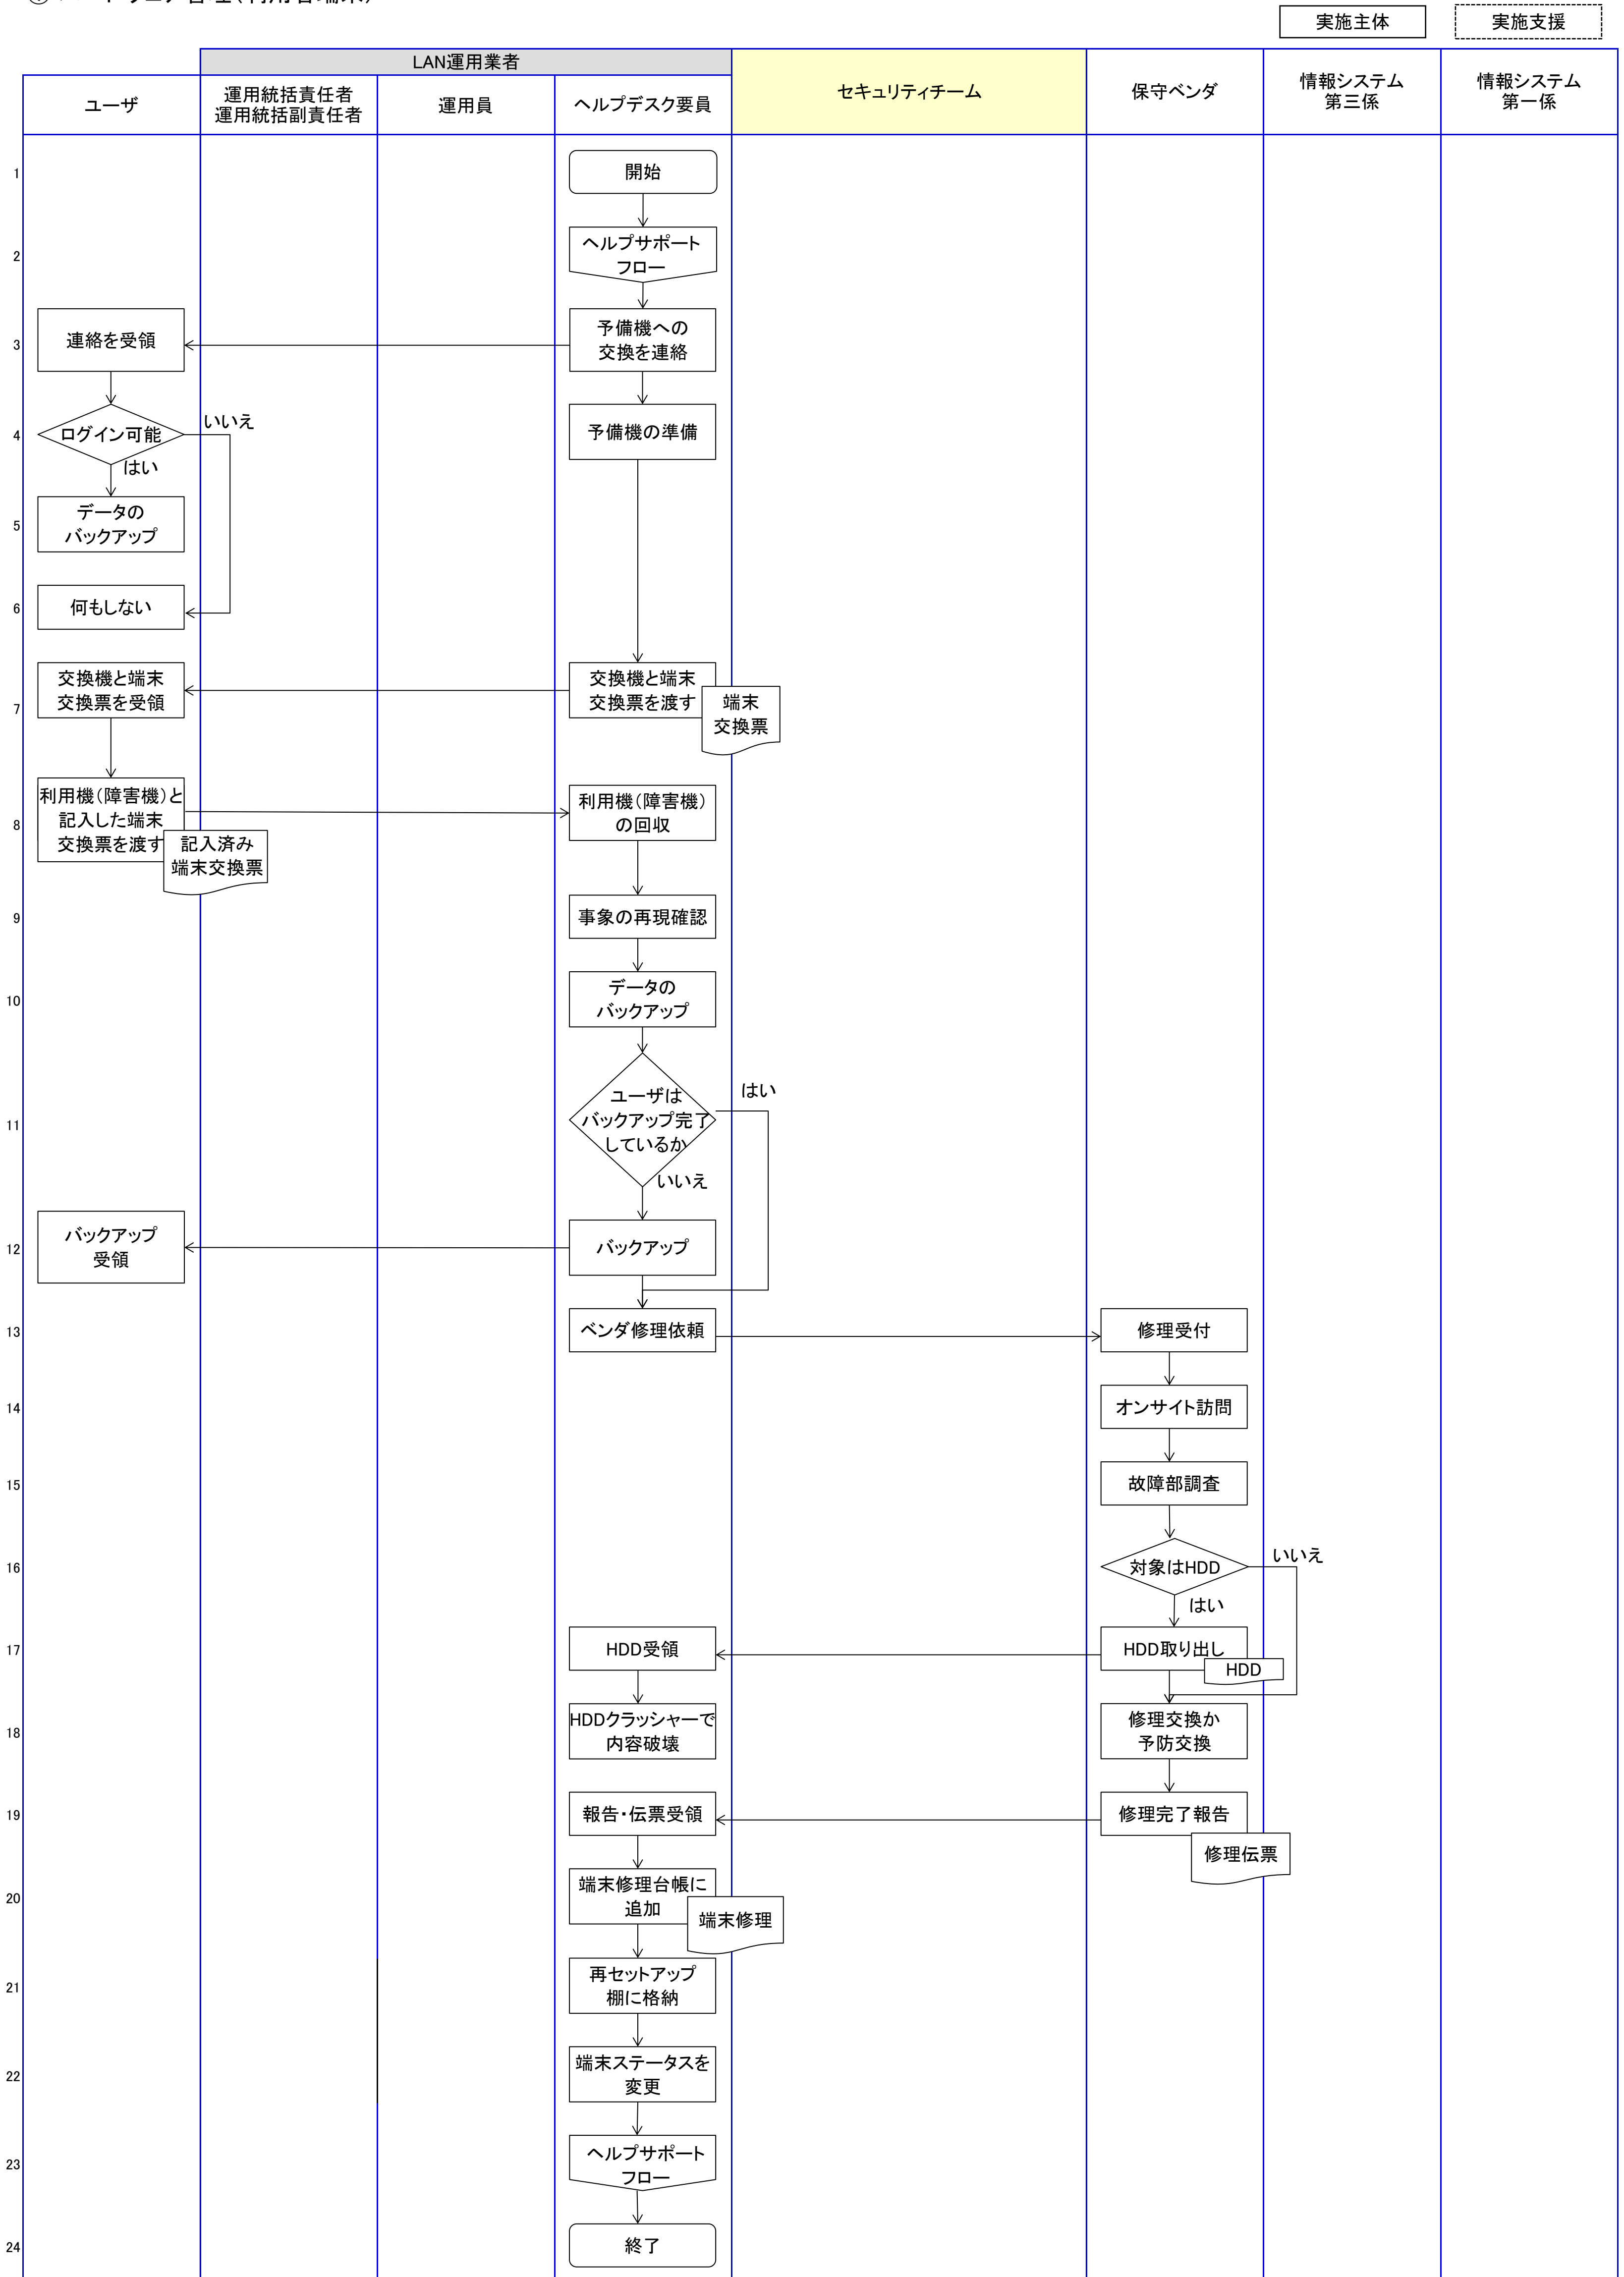 管理(利用者端末)
実施主体
実施支援
LAN運用業者
ユーザ
運用統括責任者
運用統括副責任者
運用員
ヘルプデスク要員
セキュリティチーム
保守ベンダ
情報システム
第三係
情報システム
第一係
1
開始
2
ヘルプサポート
フロー
3
連絡を受領
予備機への
交換を連絡
4
ログイン可能
いいえ
はい
予備機の準備
5
データの
バックアップ
6
何もしない
7
交換機と端末
交換票を受領
交換機と端末
交換票を渡す
端末
交換票
8
利用機(障害機)と
記入した端末
交換票を渡す
記入済み
端末交換票
利用機(障害機)
の回収
9
事象の再現確認
10
データの
バックアップ
11
ユーザは
バックアップ完了
しているか
はい
いいえ
12
バックアップ
受領
バックアップ
13
ベンダ修理依頼
修理受付
14
オンサイト訪問
15
故障部調査
16
対象はHDD
いいえ
はい
17
HDD受領
HDD取り出し
HDD
18
HDDクラッシャーで
内容破壊
修理交換か
予防交換
19
報告・伝票受領
修理完了報告
修理伝票
20
端末修理台帳に
追加
端末修理
21
再セットアップ
棚に格納
22
端末ステータスを
変更
23
ヘルプサポート
フロー
24
終了